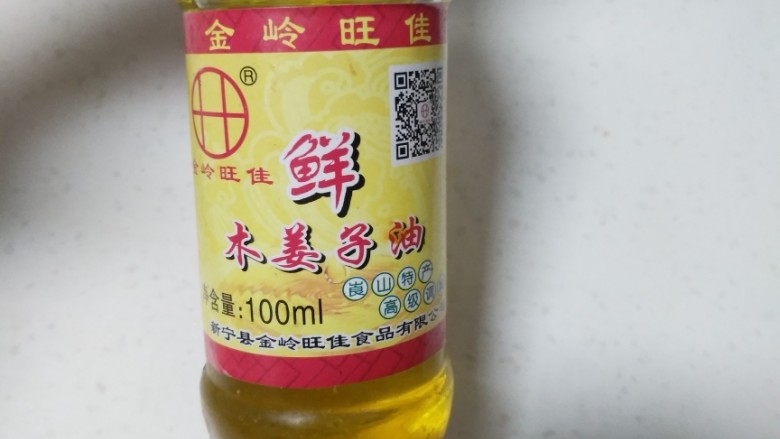 金岭旺佳
®
金岭旺佳
鲜
木姜子油
崀山特产
高级调
含量:100ml
新宁县金岭旺佳食品有限公